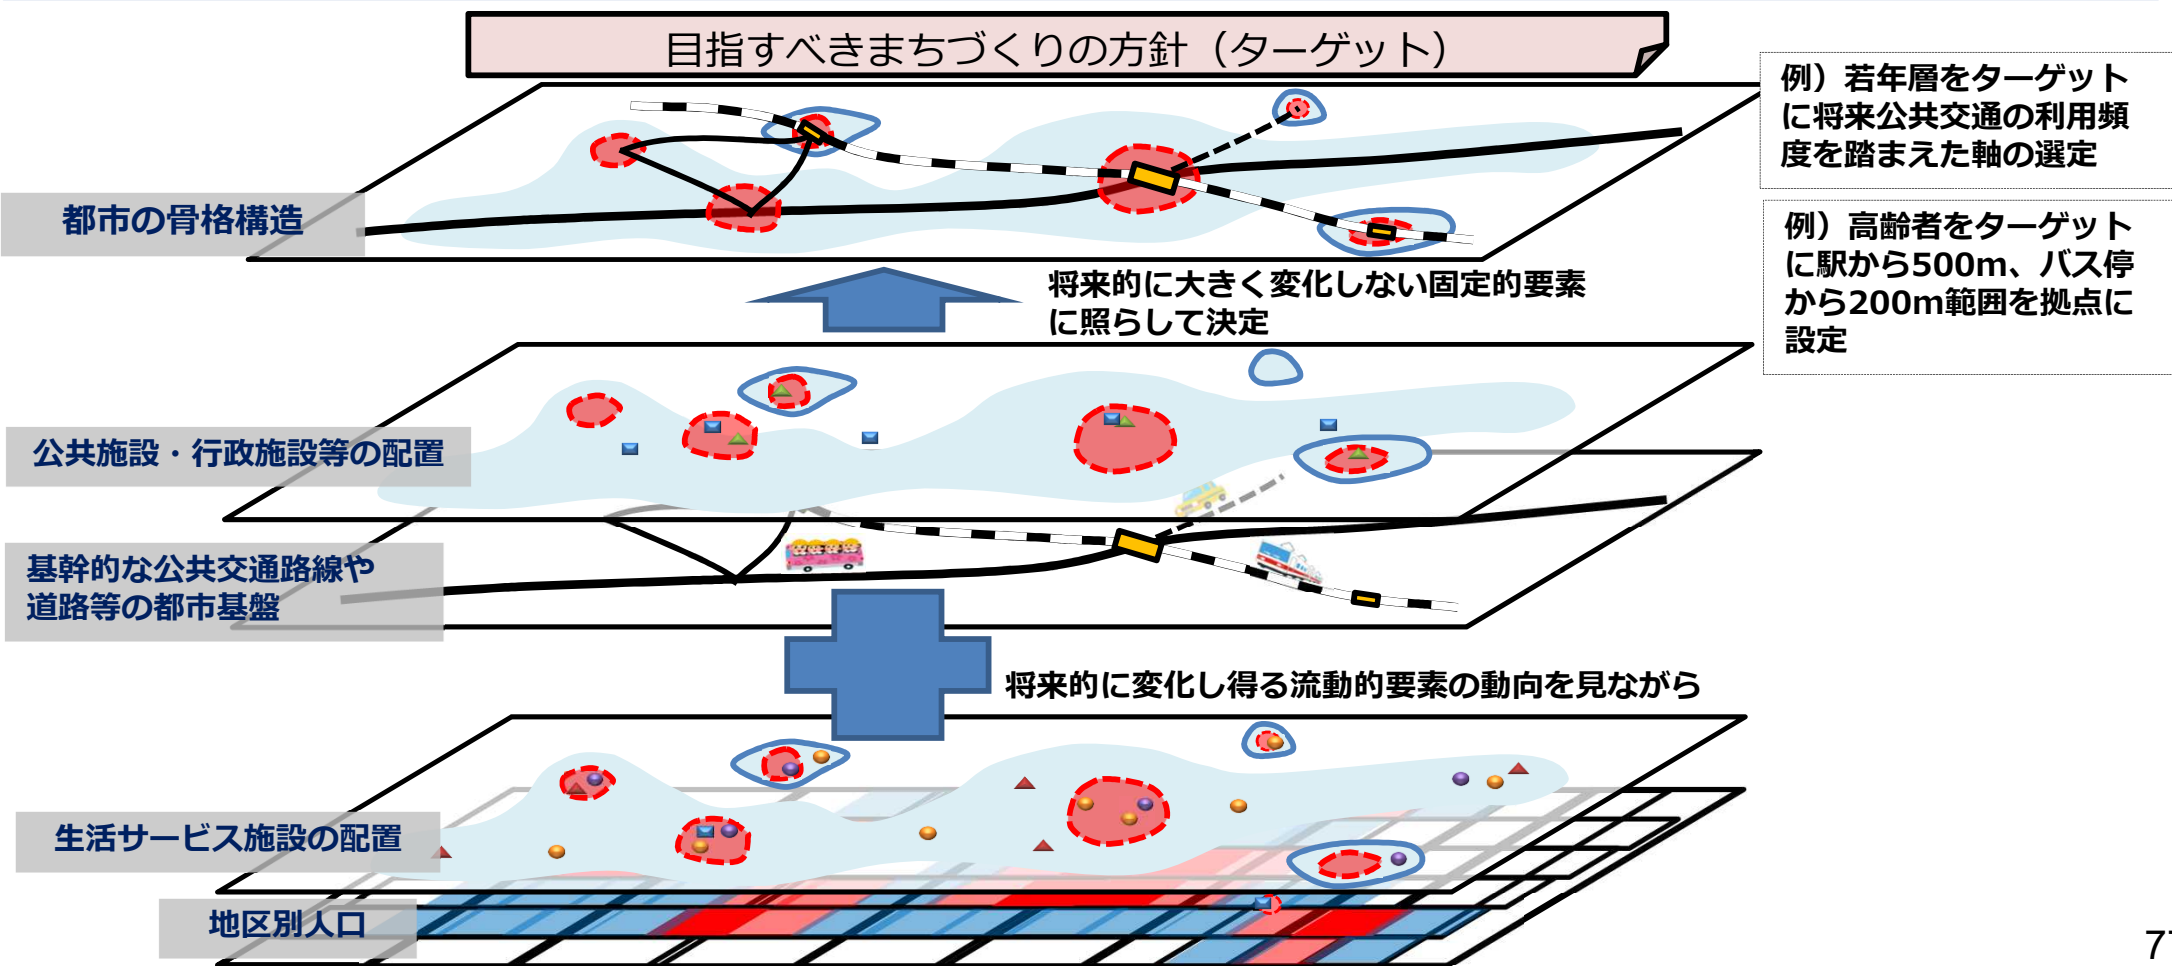 目指すべきまちづくりの方針（ターゲット）
例）若年層をターゲット
に将来公共交通の利用頻
度を踏まえた軸の選定
都市の骨格構造
例）高齢者をターゲット
に駅から500m、バス停
から200m範囲を拠点に
設定
将来的に大きく変化しない固定的要素
に照らして決定
公共施設・行政施設等の配置
基幹的な公共交通路線や
道路等の都市基盤
将来的に変化し得る流動的要素の動向を見ながら
生活サービス施設の配置
地区別人口